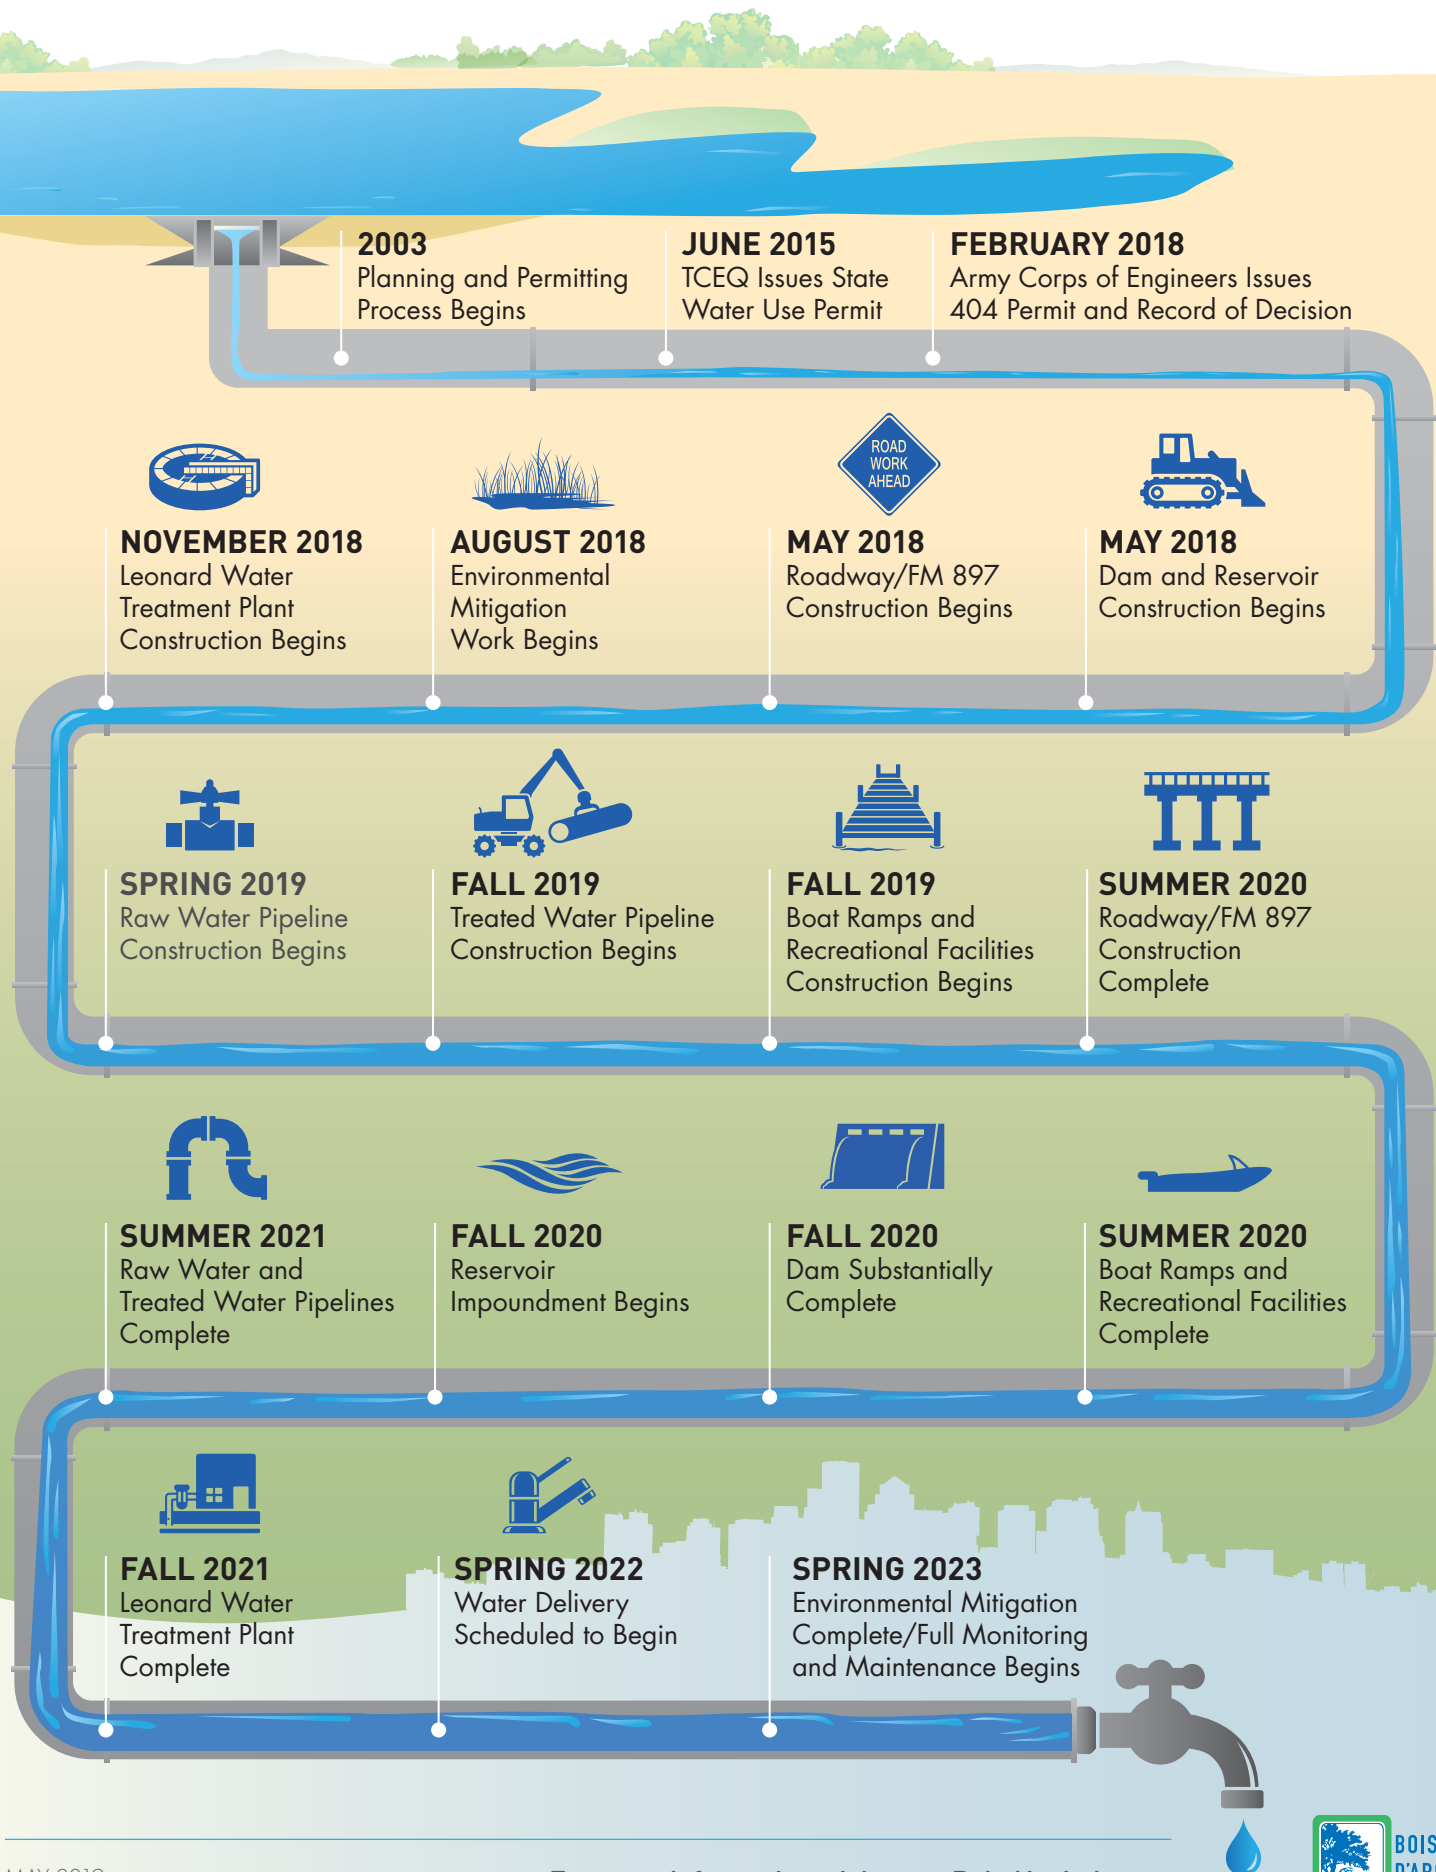 2003
Planning and Permitting
Process Begins
JUNE 2015
TCEQ Issues State
Water Use Permit
FEBRUARY 2018
Army Corps of Engineers Issues
404 Permit and Record of Decision
ROAD
WORK
AHEAD
NOVEMBER 2018
Leonard Water
Treatment Plant
Construction Begins
AUGUST 2018
Environmental
Mitigation
Work Begins
MAY 2018
Roadway/FM 897
Construction Begins
MAY 2018
Dam and Reservoir
Construction Begins
SPRING 2019
Raw Water Pipeline
Construction Begins
FALL 2019
Treated Water Pipeline
Construction Begins
FALL 2019
Boat Ramps and
Recreational Facilities
Construction Begins
SUMMER 2020
Roadway/FM 897
Construction
Complete
SUMMER 2021
Raw Water and
Treated Water Pipelines
Complete
FALL 2020
Reservoir
Impoundment Begins
FALL 2020
Dam Substantially
Complete
SUMMER 2020
Boat Ramps and
Recreational Facilities
Complete
FALL 2021
Leonard Water
Treatment Plant
Complete
SPRING 2022
Water Delivery
Scheduled to Begin
SPRING 2023
Environmental Mitigation
Complete/Full Monitoring
and Maintenance Begins
BOIS